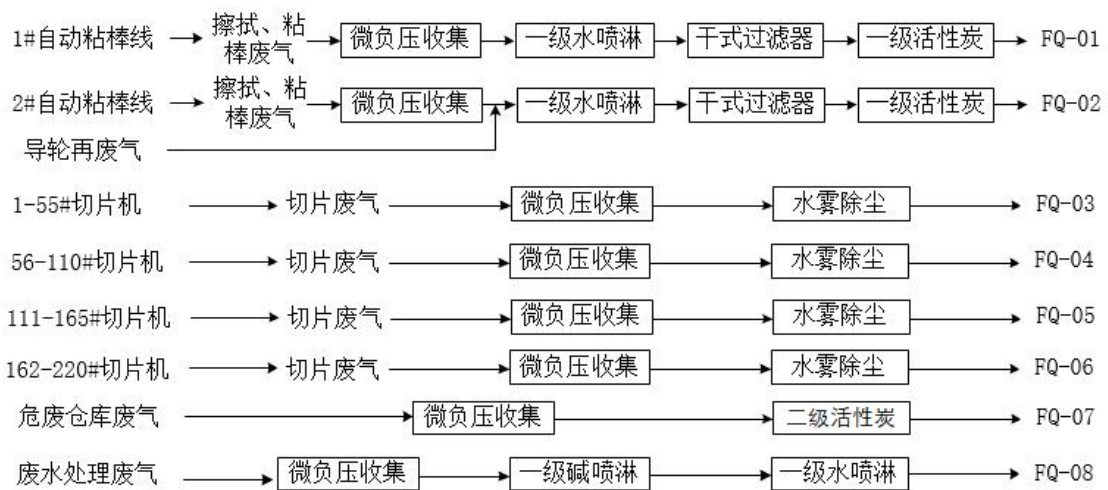 1#自动粘棒线 擦拭、粘棒废气 微负压收集 一级水喷淋 干式过滤器 一级活性炭 FQ-01
2#自动粘棒线 擦拭、粘棒废气 微负压收集 一级水喷淋 干式过滤器 一级活性炭 FQ-02
导轮再废气
1-55#切片机 切片废气 微负压收集 水雾除尘 FQ-03
56-110#切片机 切片废气 微负压收集 水雾除尘 FQ-04
111-165#切片机 切片废气 微负压收集 水雾除尘 FQ-05
162-220#切片机 切片废气 微负压收集 水雾除尘 FQ-06
危废仓库废气 微负压收集 二级活性炭 FQ-07
废水处理废气 微负压收集 一级碱喷淋 一级水喷淋 FQ-08